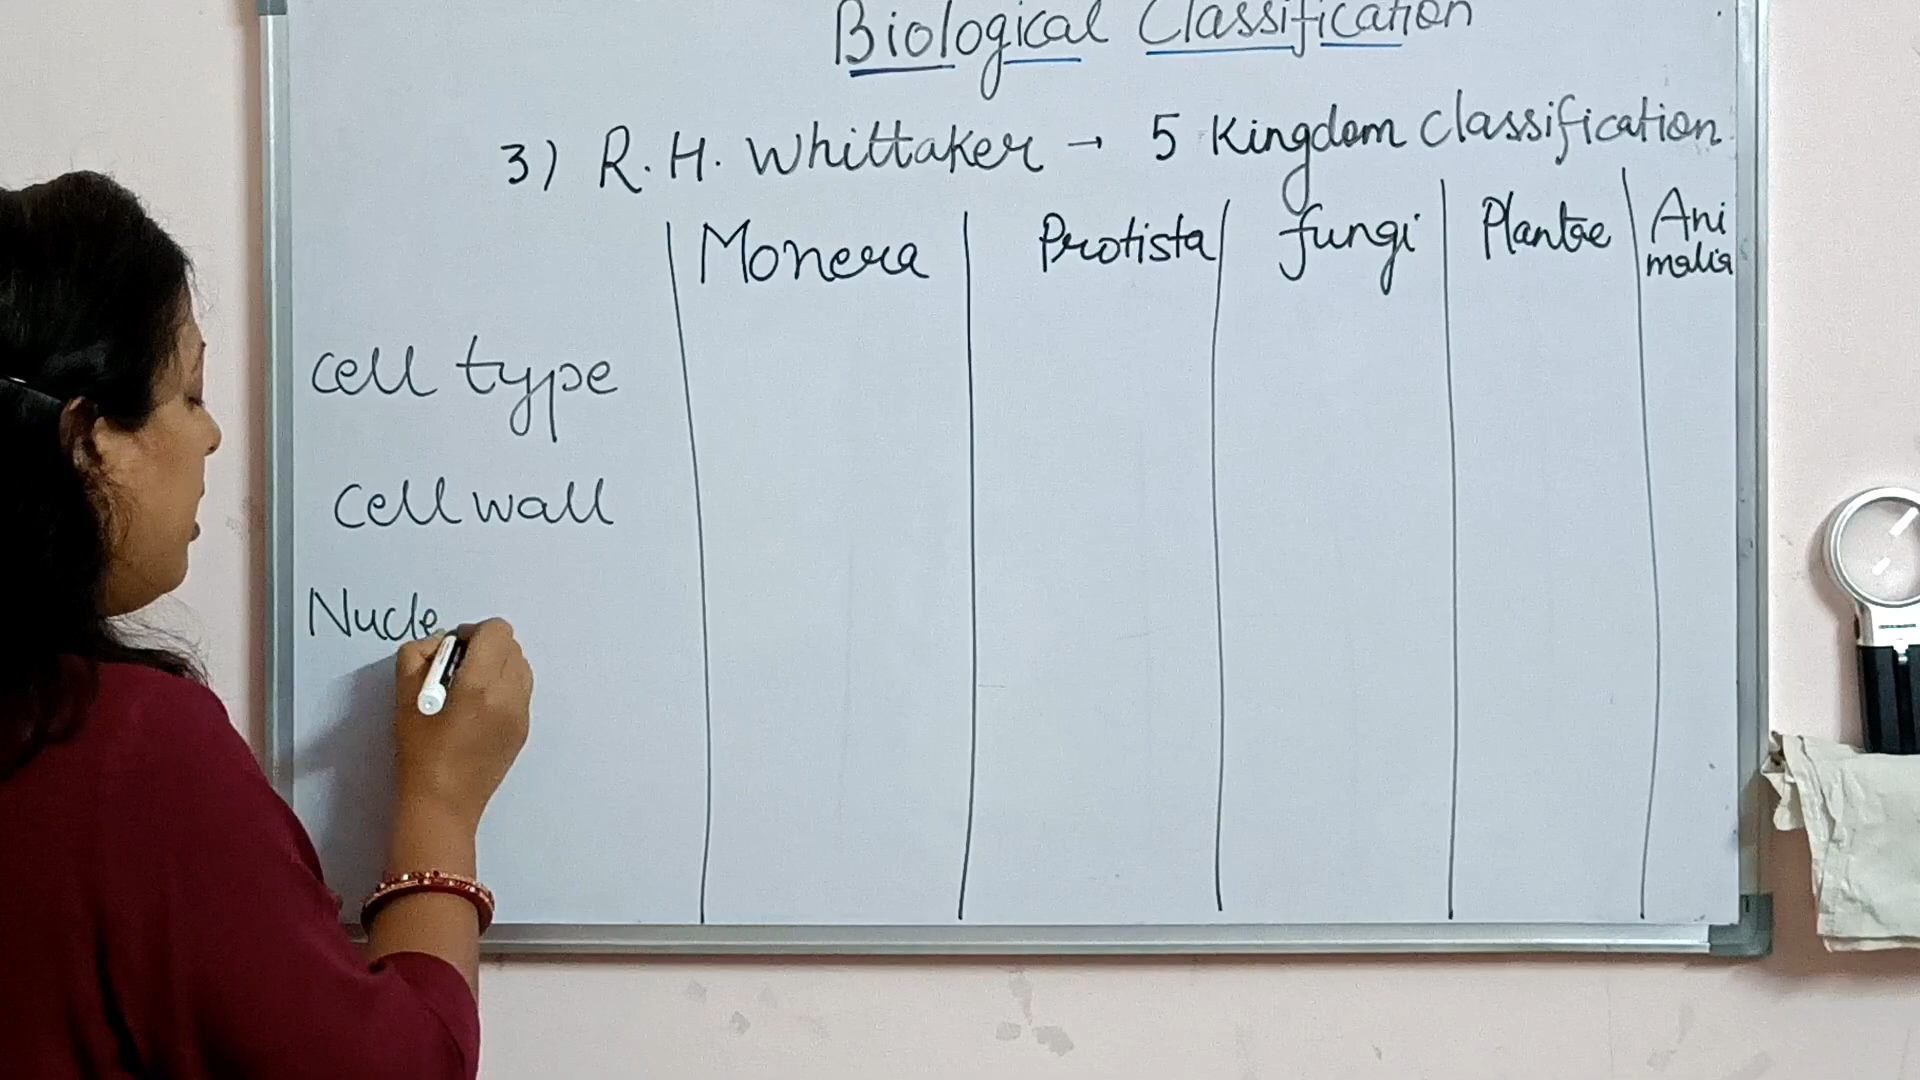 Biological Classification
3) R. H. Whittaker → 5 Kingdom Classification
Monera Protista fungi Plantae Ani
malia
cell type
cell wall
Nucle